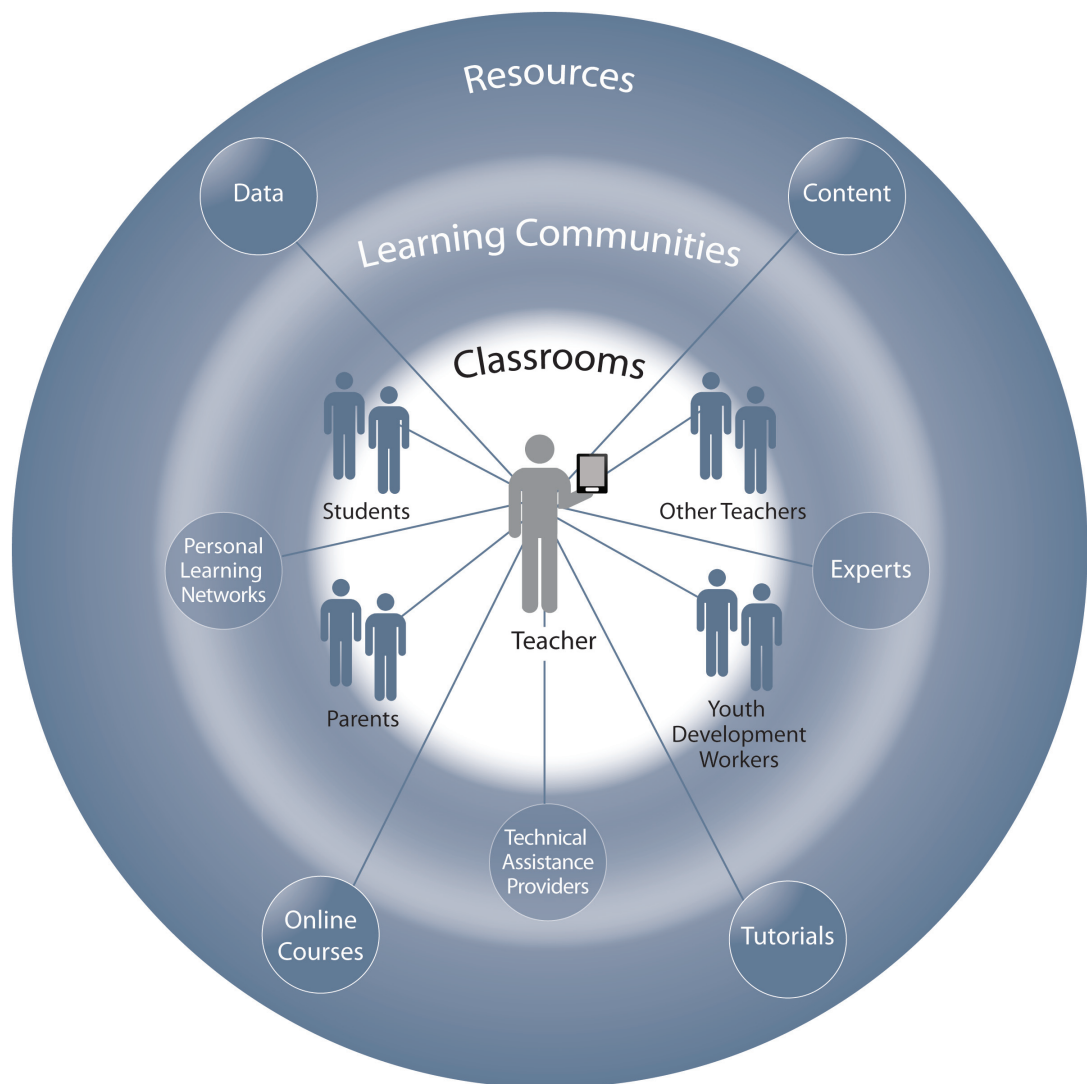 Resources
Data
Content
Learning Communities
Classrooms
Students
Other Teachers
Personal
Learning
Networks
Experts
Teacher
Parents
Youth
Development
Workers
Technical
Assistance
Providers
Online
Courses
Tutorials